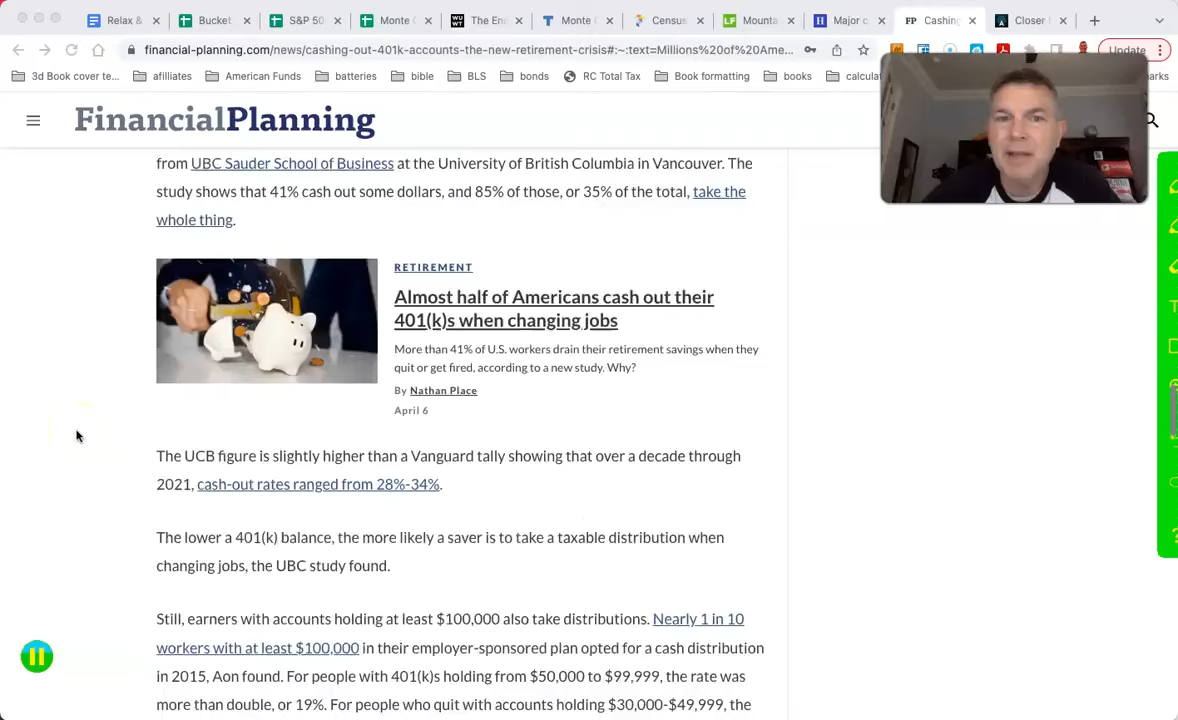 Relax &
Bucket
S&P 50
Monte C
WU
WT
The En
T
Monte C
Census
LF
Mounta
H
Major c
FP
Cashing
Closer
financial-planning.com/news/cashing-out-401k-accounts-the-new-retirement-crisis#:~:text=Millions%20of%20Ame...
Update
3d Book cover te...
afiiliates
American Funds
batteries
bible
BLS
bonds
RC Total Tax
Book formatting
books
calcula
arks
FinancialPlanning
from UBC Sauder School of Business at the University of British Columbia in Vancouver. The
study shows that 41% cash out some dollars, and 85% of those, or 35% of the total, take the
whole thing.
RETIREMENT
Almost half of Americans cash out their
401(k)s when changing jobs
More than 41% of U.S. workers drain their retirement savings when they
quit or get fired, according to a new study. Why?
By Nathan Place
April 6
The UCB figure is slightly higher than a Vanguard tally showing that over a decade through
2021, cash-out rates ranged from 28%-34%.
The lower a 401(k) balance, the more likely a saver is to take a taxable distribution when
changing jobs, the UBC study found.
Still, earners with accounts holding at least $100,000 also take distributions. Nearly 1 in 10
workers with at least $100,000 in their employer-sponsored plan opted for a cash distribution
in 2015, Aon found. For people with 401(k)s holding from $50,000 to $99,999, the rate was
more than double, or 19%. For people who quit with accounts holding $30,000-$49,999, the